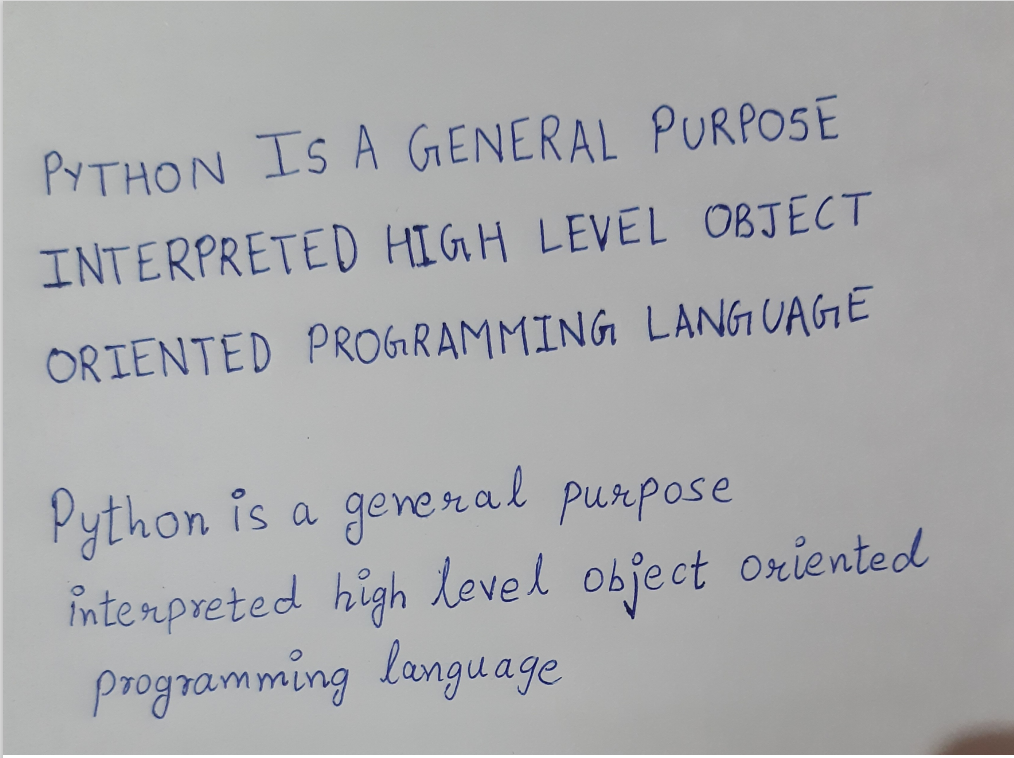 PYTHON IS A GENERAL PURPOSE
INTERPRETED HIGH LEVEL OBJECT
ORIENTED PROGRAMMING LANGUAGE
Python is a general purpose
interpreted high level object oriented
programming language